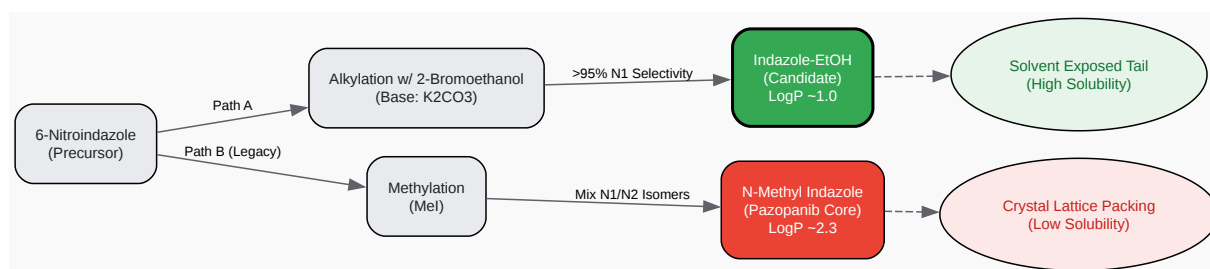 6-Nitroindazole
(Precursor)
Path A
Path B (Legacy)
Alkylation w/ 2-Bromoethanol
(Base: K2CO3)
Methylation
(MeI)
>95% N1 Selectivity
Mix N1/N2 Isomers
Indazole-EtOH
(Candidate)
LogP ~1.0
N-Methyl Indazole
(Pazopanib Core)
LogP ~2.3
Solvent Exposed Tail
(High Solubility)
Crystal Lattice Packing
(Low Solubility)